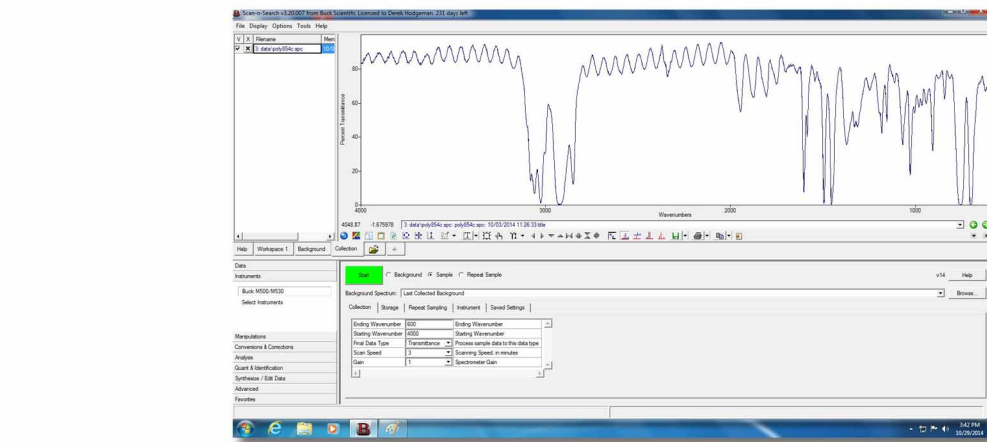 Scan-n-Search v3.20.007 from Buck Scientific Licensed to Derek Hodgeman. 231 days left
File Display Options Tools Help
V X Filename Mem
3: data\poly854c.spc 10/0
Percent Transmittance
80
60
40
20
0
4000 3000 2000 1000
Wavenumbers
4048.87 -1.675978 3: data\poly854c.spc: poly854c.spc: 10/03/2014 11:26:33 title
Help Workspace 1 Background Collection +
Data
Instruments
Buck M500/M530
Select Instruments
Manipulations
Conversions & Corrections
Analysis
Quant & Identification
Synthesize / Edit Data
Advanced
Favorites
Start Background Sample Repeat Sample v14 Help
Background Spectrum: Last Collected Background Browse...
Collection Storage Repeat Sampling Instrument Saved Settings
Ending Wavenumber 600 Ending Wavenumber
Starting Wavenumber 4000 Starting Wavenumber
Final Data Type Transmittance Process sample data to this data type
Scan Speed 3 Scanning Speed, in minutes
Gain 1 Spectrometer Gain
B
3:42 PM
10/29/2014